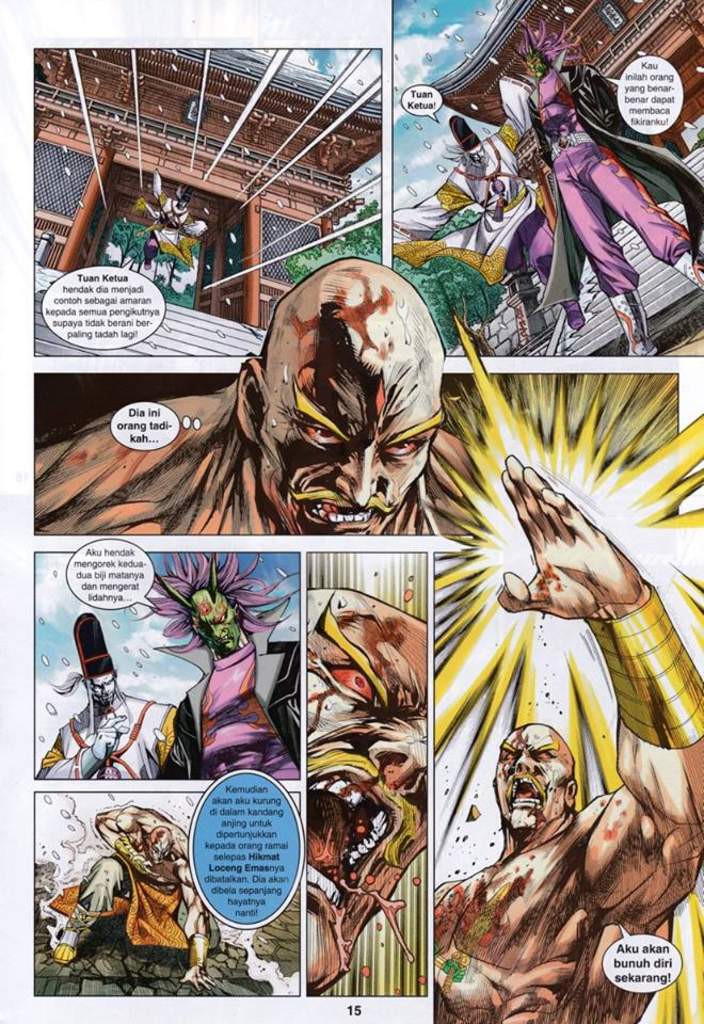 Tuan Ketua
hendak dia menjadi
contoh sebagai amaran
kepada semua pengikutnya
supaya tidak berani ber-
paling tadah lagi!
Tuan
Ketua!
Kau
inilah orang
yang benar-
benar dapat
membaca
fikiranku!
Dia ini
orang tadi-
kah...
Aku hendak
mengorek kedua-
dua biji matanya
dan mengerat
lidahnya...
Kemudian
akan aku kurung
di dalam kandang
anjing untuk
dipertunjukkan
kepada orang ramai
selepas Hikmat
Loceng Emasnya
dibatalkan. Dia akan
dibela sepanjang
hayatnya
nanti!
Aku akan
bunuh diri
sekarang!
15